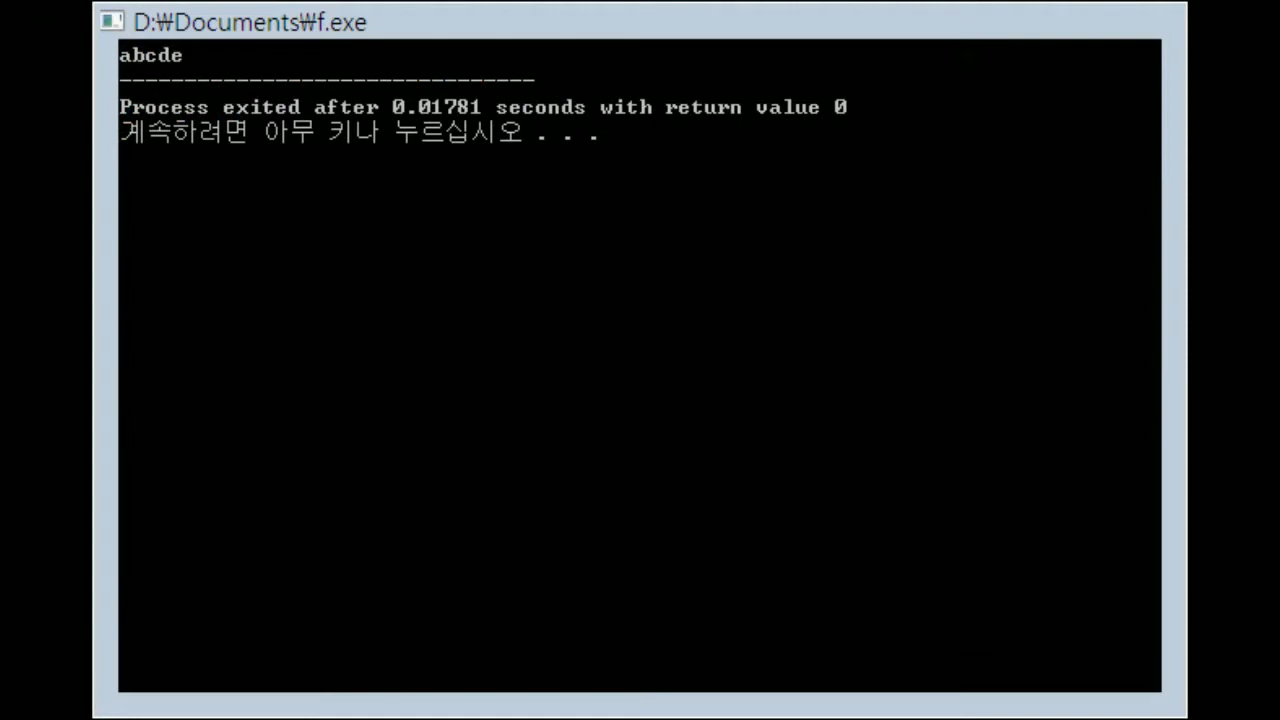 D:₩Documents₩f.exe
abcde
--------------------------------
Process exited after 0.01781 seconds with return value 0
계속하려면 아무 키나 누르십시오 . . .